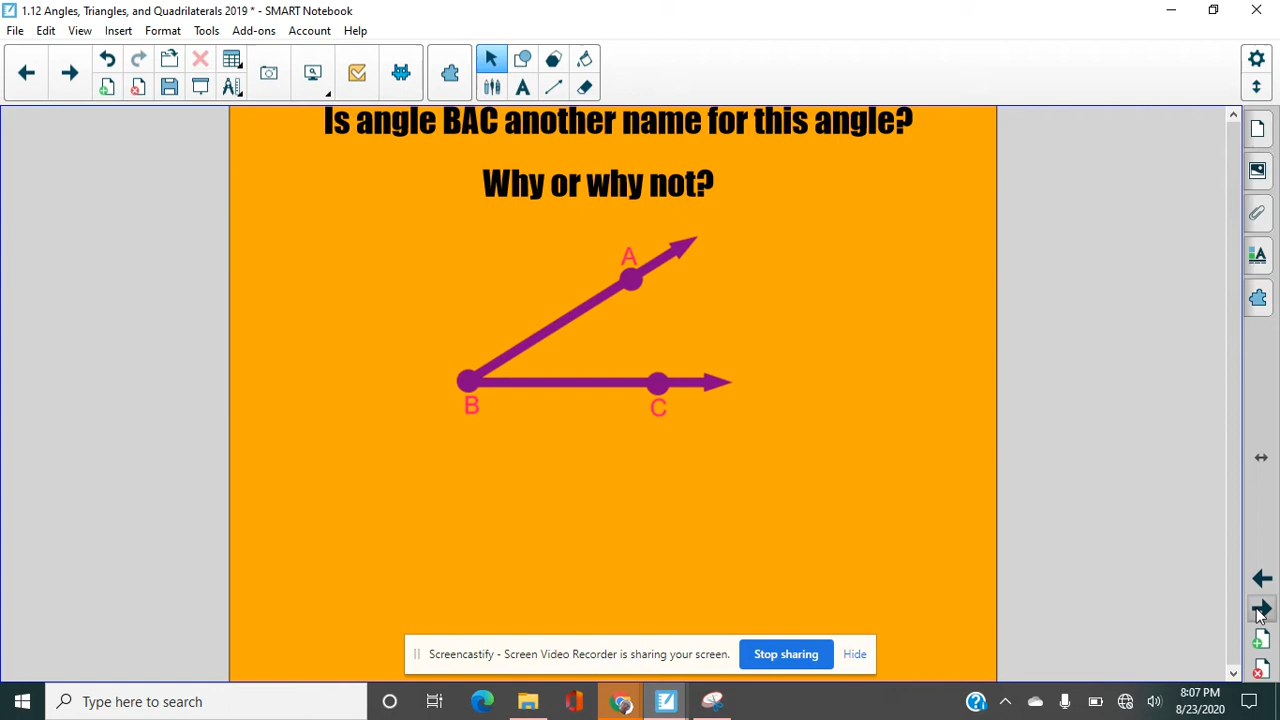 1.12 Angles, Triangles, and Quadrilaterals 2019 * - SMART Notebook
File Edit View Insert Format Tools Add-ons Account Help
Is angle BAC another name for this angle?
Why or why not?
A
B
C
Screencastify - Screen Video Recorder is sharing your screen. Stop sharing Hide
Type here to search
8:07 PM
8/23/2020